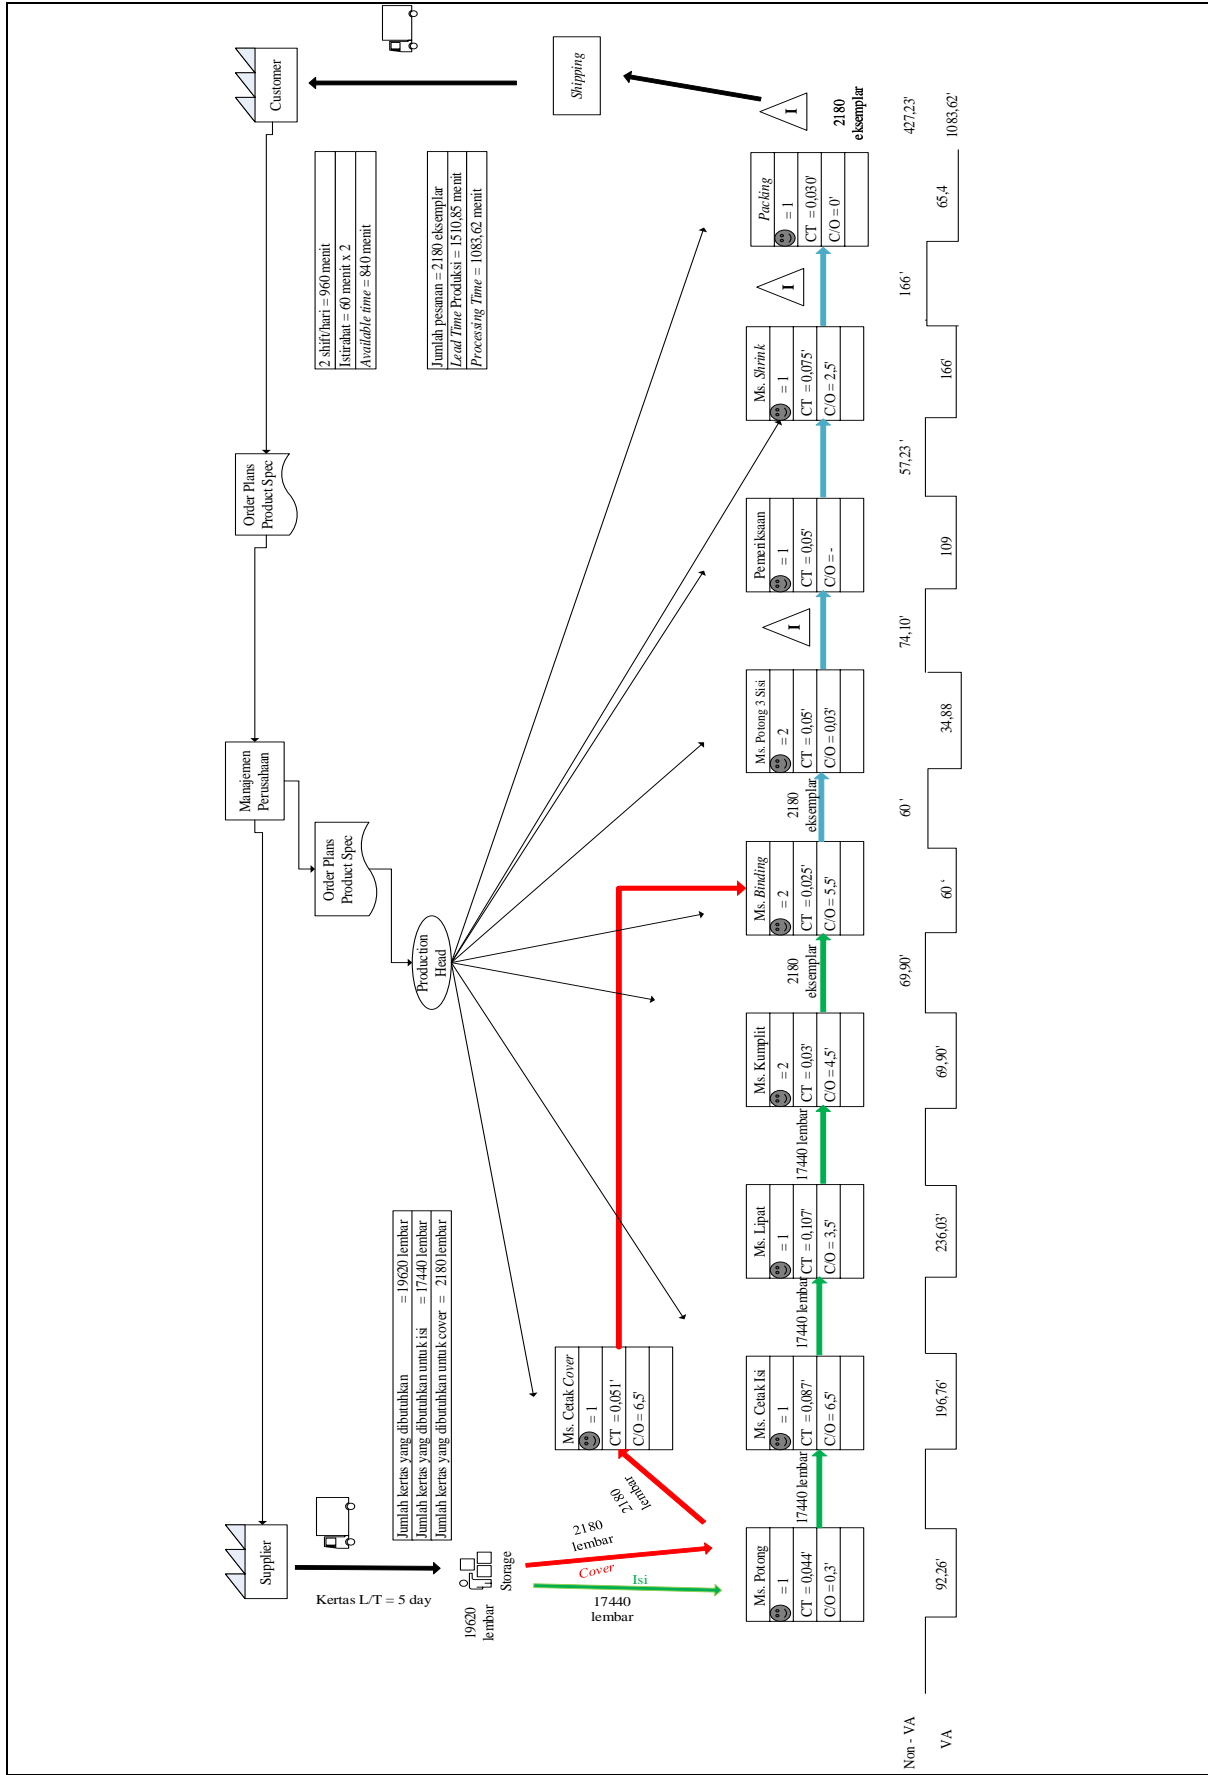 Supplier
Manajemen
Perusahaan
Order Plans
Product Spec
Customer
Kertas L/T = 5 day
Order Plans
Product Spec
2 shift/hari = 960 menit
Istirahat = 60 menit x 2
Available time = 840 menit
Jumlah kertas yang dibutuhkan = 19620 lembar
Jumlah kertas yang dibutuhkan untuk isi = 17440 lembar
Jumlah kertas yang dibutuhkan untuk cover = 2180 lembar
Production
Head
Jumlah pesanan = 2180 eksemplar
Lead Time Produksi = 1510,85 menit
Processing Time = 1083,62 menit
19620
lembar
Storage
2180
lembar
Cover
Isi
17440
lembar
2180
lembar
Ms. Cetak Cover
= 1
CT = 0,051'
C/O = 6,5'
Shipping
Ms. Potong
= 1
CT = 0,044'
C/O = 0,3'
17440 lembar
Ms. Cetak Isi
= 1
CT = 0,087'
C/O = 6,5'
17440 lembar
Ms. Lipat
= 1
CT = 0,107'
C/O = 3,5'
17440 lembar
Ms. Kumplit
= 2
CT = 0,03'
C/O = 4,5'
2180
eksemplar
Ms. Binding
= 2
CT = 0,025'
C/O = 5,5'
2180
eksemplar
Ms. Potong 3 Sisi
= 2
CT = 0,05'
C/O = 0,03'
I
Pemeriksaan
= 1
CT = 0,05'
C/O = -
Ms. Shrink
= 1
CT = 0,075'
C/O = 2,5'
I
Packing
= 1
CT = 0,030'
C/O = 0'
I
2180
eksemplar
Non - VA
69,90'
60 '
74,10'
57,23 '
166 '
427,23'
VA
92,26'
196,76'
236,03'
69,90'
60 '
34,88
109
166'
65,4
1083,62'